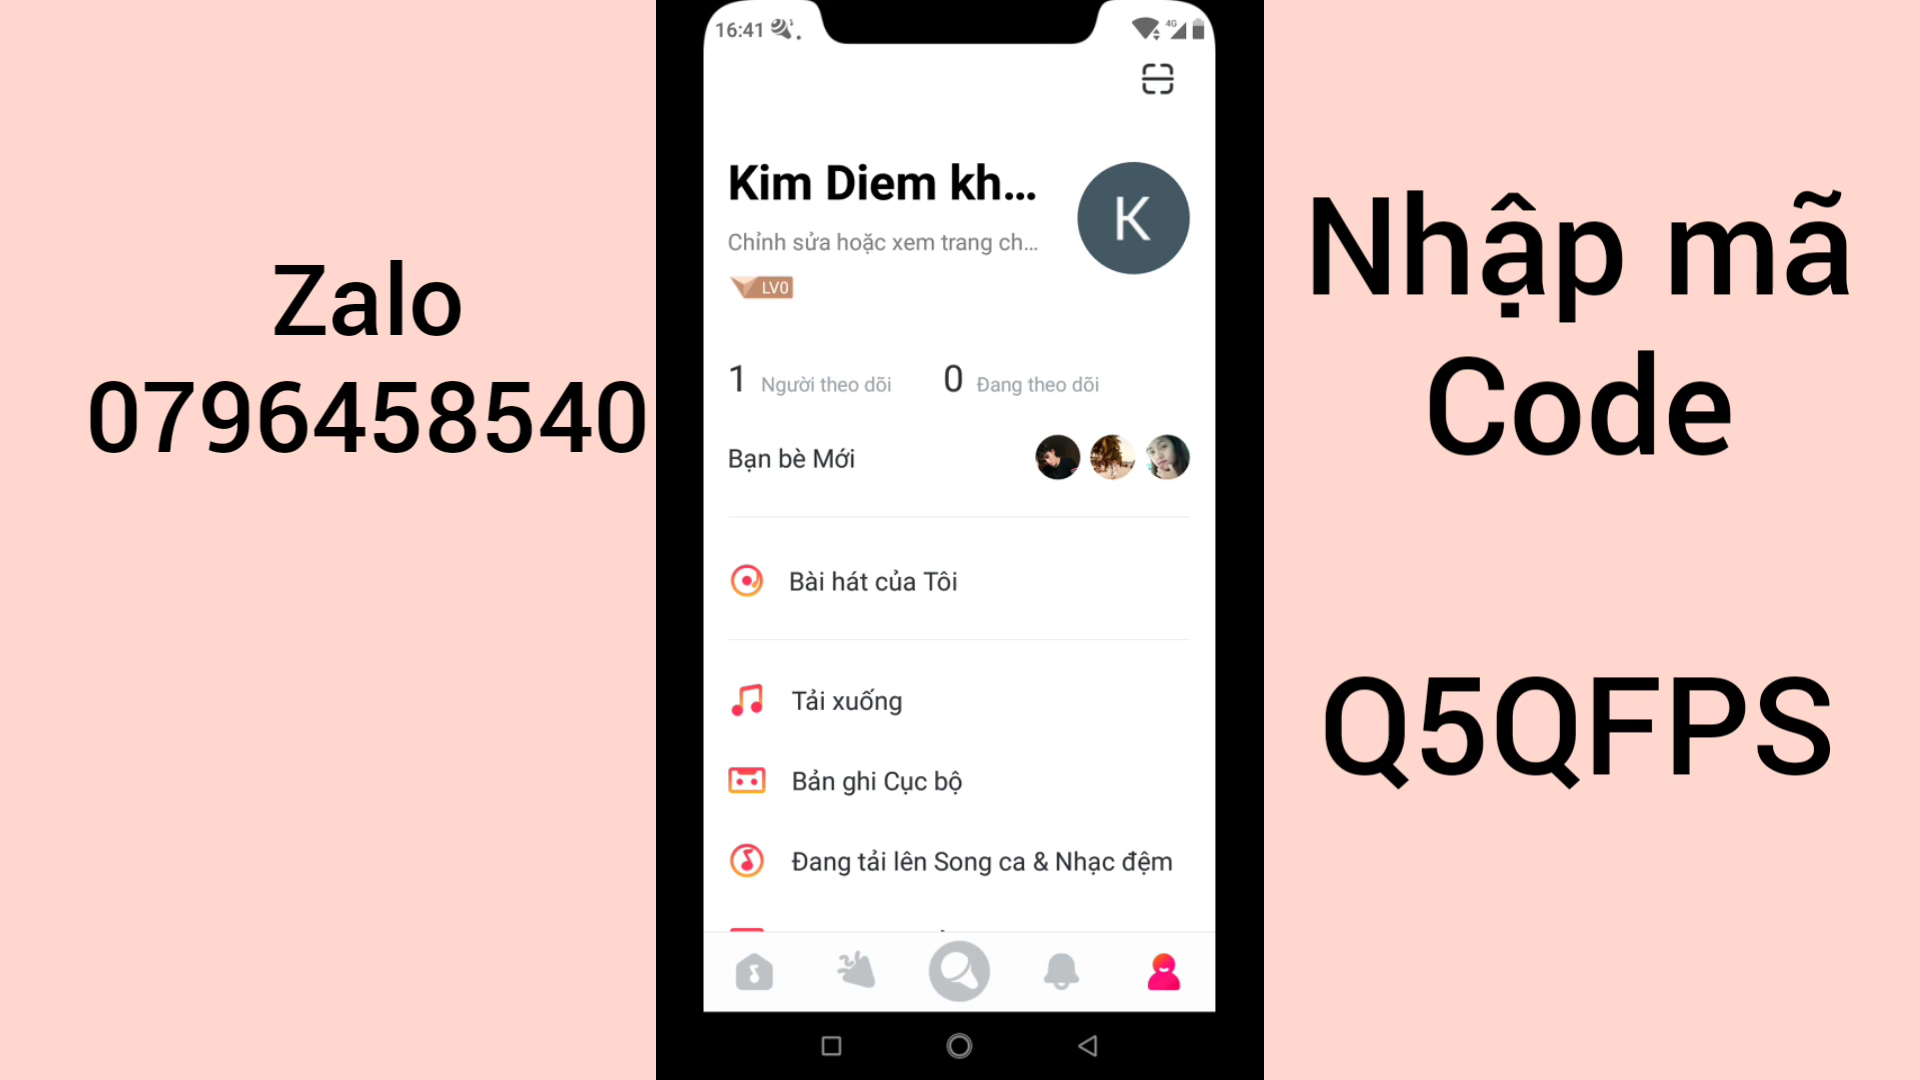 Zalo
0796458540
16:41
4G
Kim Diem kh...
Chỉnh sửa hoặc xem trang ch...
LV0
K
1 Người theo dõi
0 Đang theo dõi
Bạn bè Mới
Bài hát của Tôi
Tải xuống
Bản ghi Cục bộ
Đang tải lên Song ca & Nhạc đệm
Nhập mã
Code
Q5QFPS